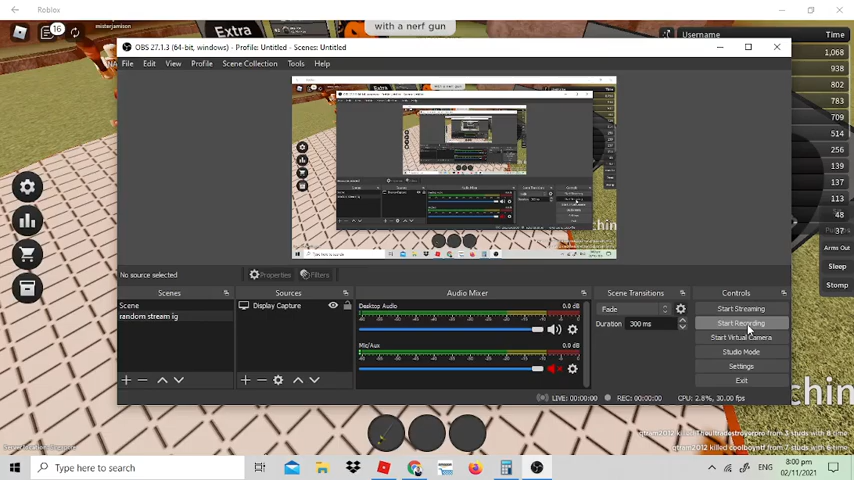 Roblox
with a nerf gun
misterjamison
16
Extra
OBS 27.1.3 (64-bit, windows) - Profile: Untitled - Scenes: Untitled
File Edit View Profile Scene Collection Tools Help
Username Time
1,068
938
802
783
709
514
256
139
137
113
48
37
Arms Out
Sleep
Stomp
No source selected
Properties
Filters
Scenes
Scene
random stream ig
Sources
Display Capture
Audio Mixer
Desktop Audio 0.0 dB
Mic/Aux 0.0 dB
Scene Transitions
Fade
Duration 300 ms
Controls
Start Streaming
Start Recording
Start Virtual Camera
Studio Mode
Settings
Exit
LIVE: 00:00:00 REC: 00:00:00 CPU: 2.8%, 30.00 fps
chin
Type here to search
ENG
8:00 pm
02/11/2021